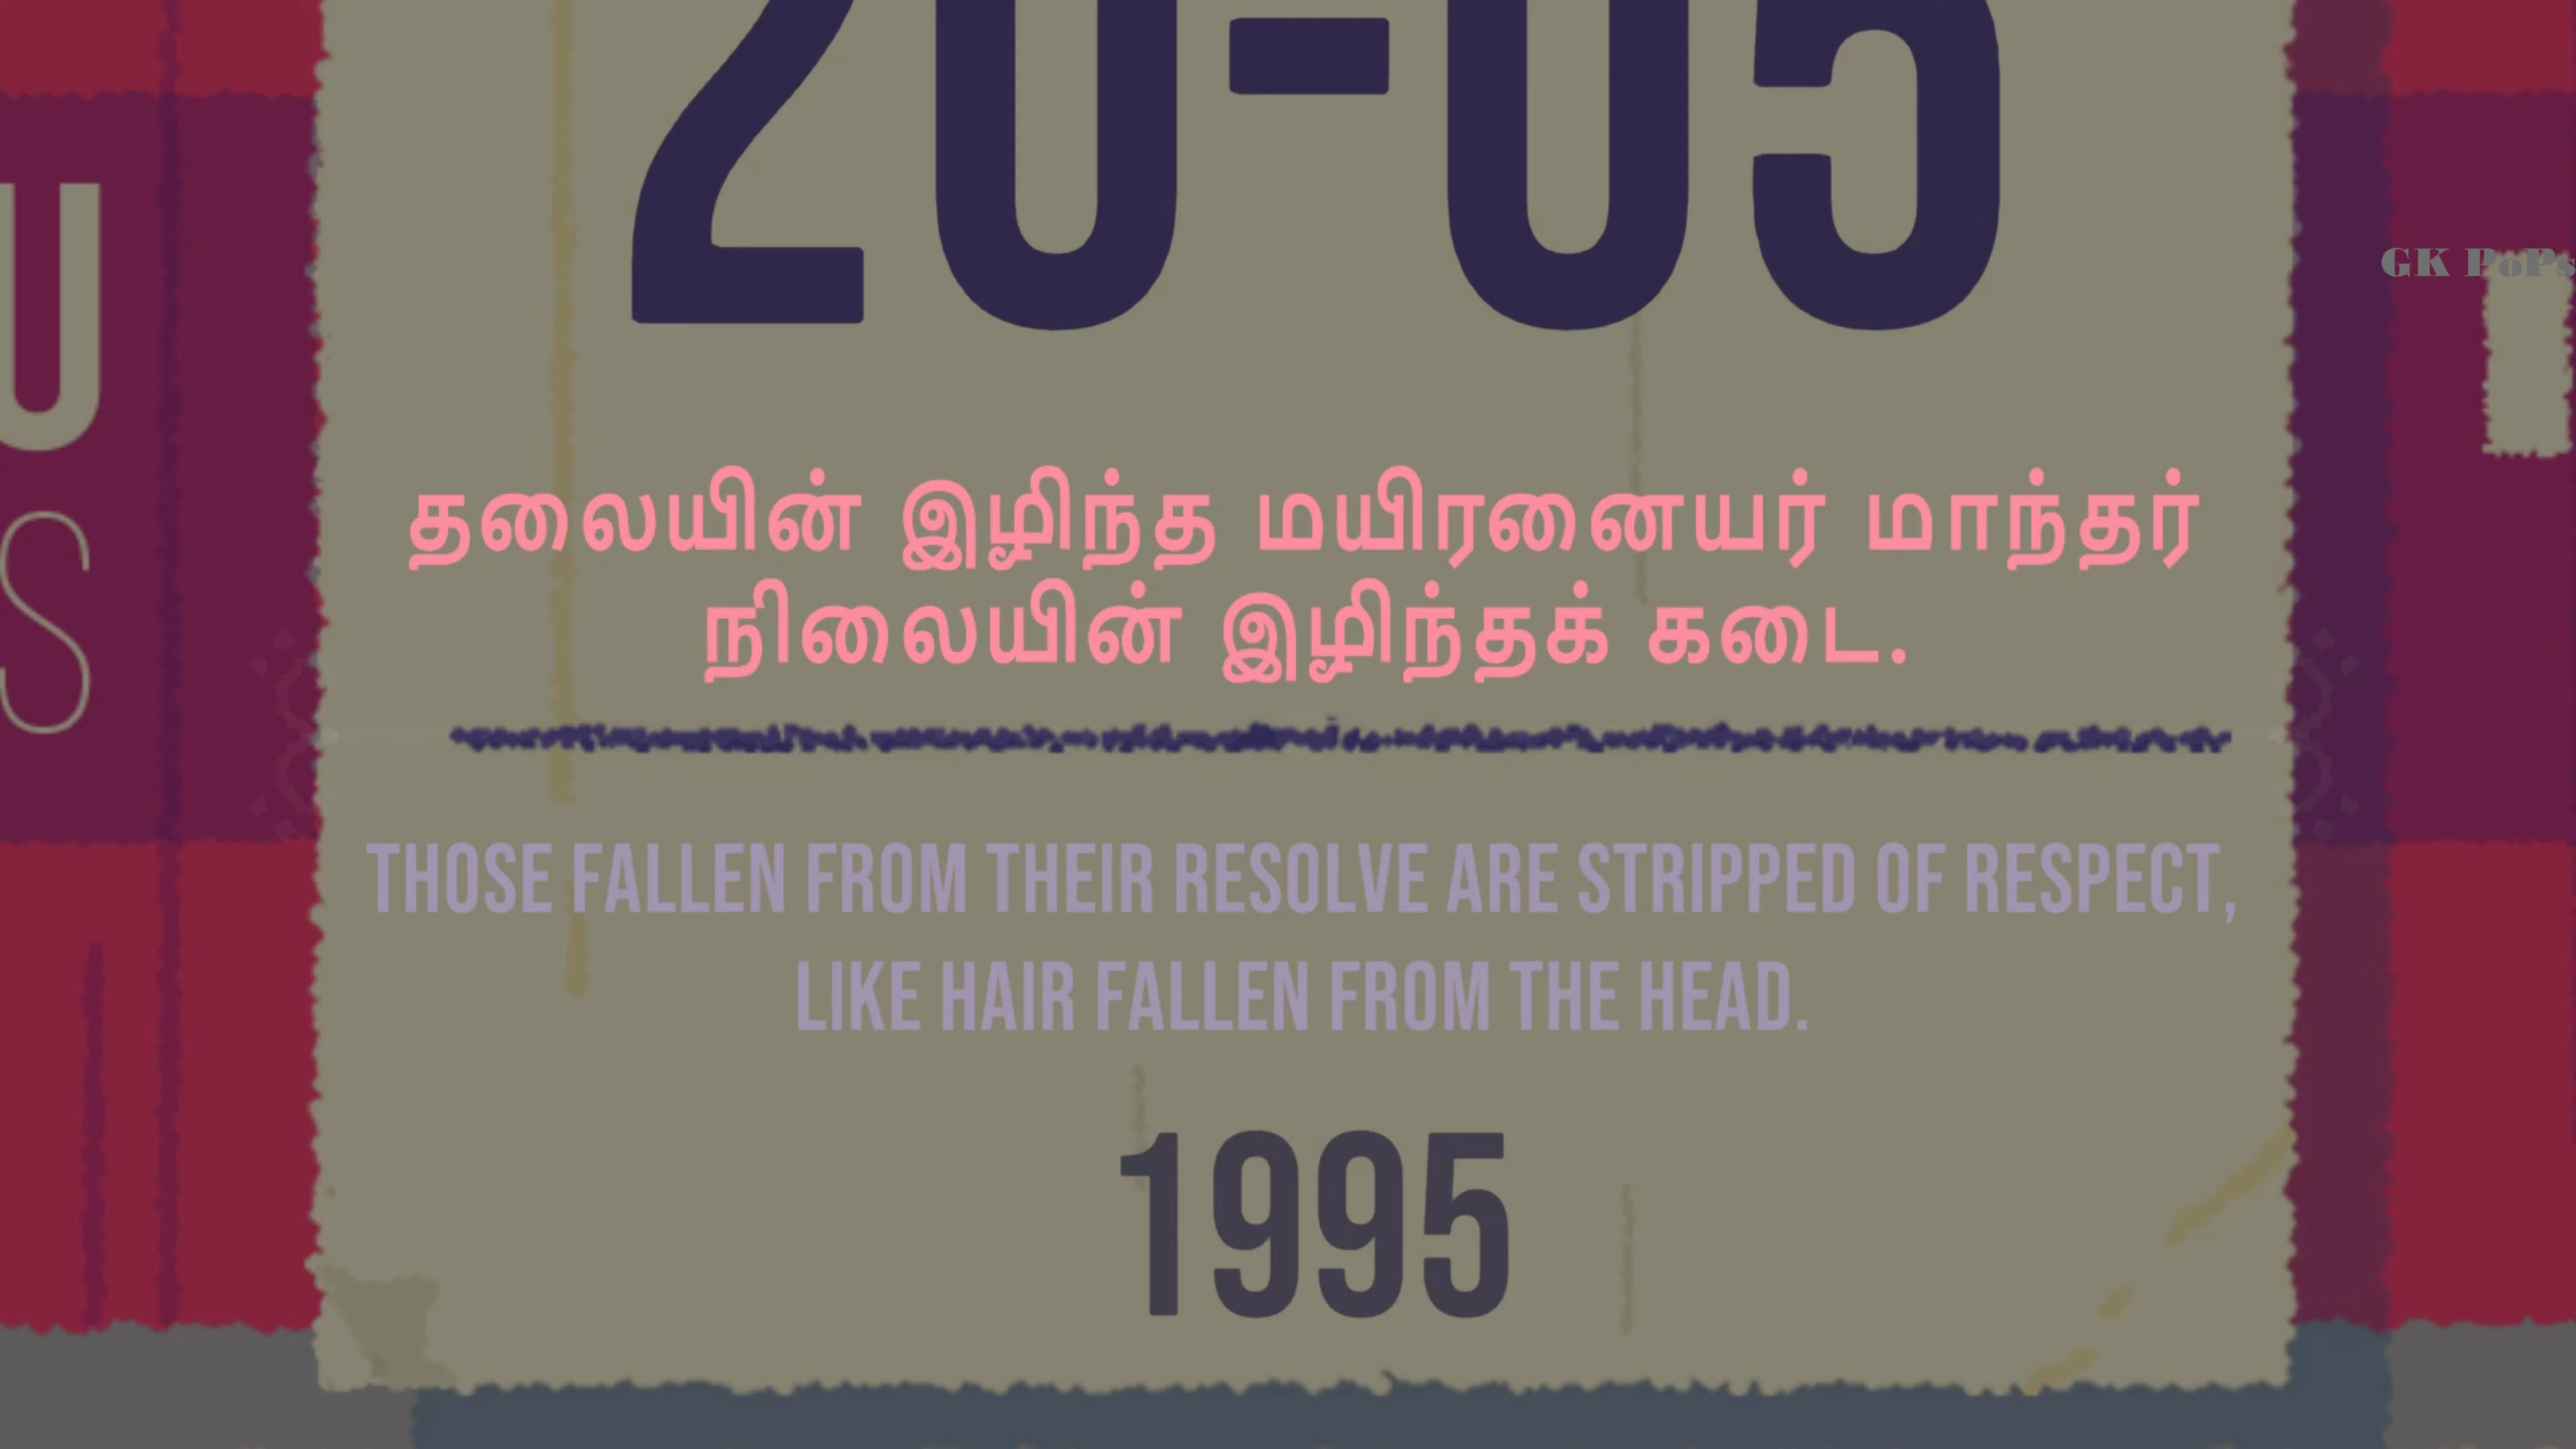 20-05
U
S
GK PoPs
தலையின் இழிந்த மயிரனையர் மாந்தர்
நிலையின் இழிந்தக் கடை.
THOSE FALLEN FROM THEIR RESOLVE ARE STRIPPED OF RESPECT,
LIKE HAIR FALLEN FROM THE HEAD.
1995